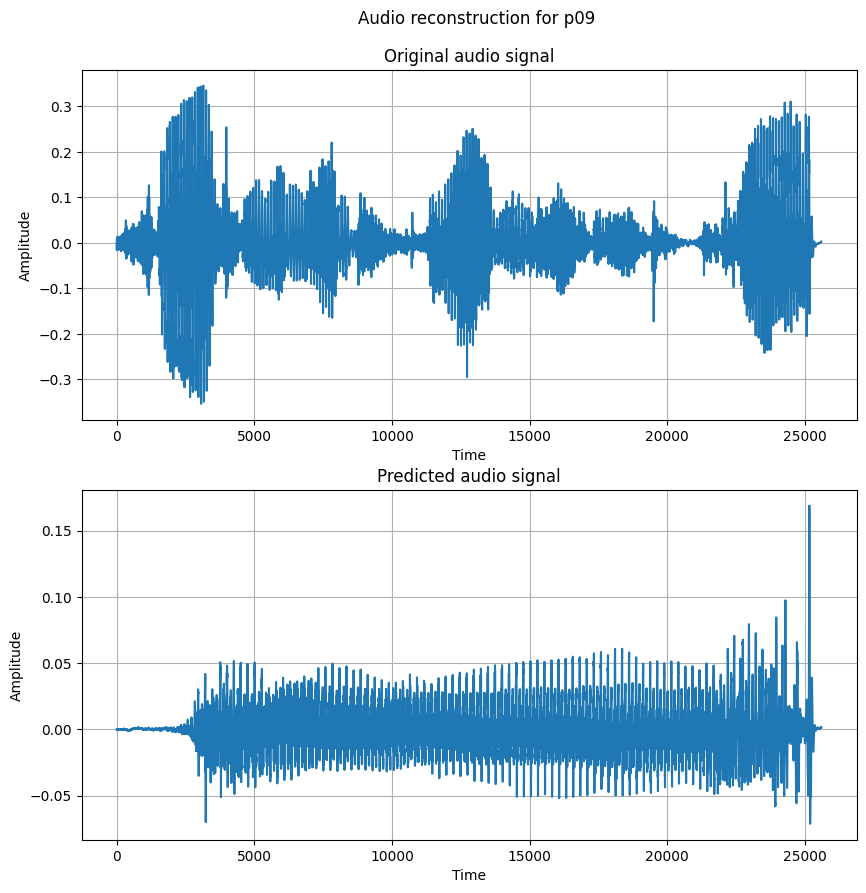 Audio reconstruction for p09
Original audio signal
0.3
0.2
0.1
0.0
−0.1
−0.2
−0.3
Amplitude
0 5000 10000 15000 20000 25000
Time
Predicted audio signal
0.15
0.10
0.05
0.00
−0.05
Amplitude
0 5000 10000 15000 20000 25000
Time